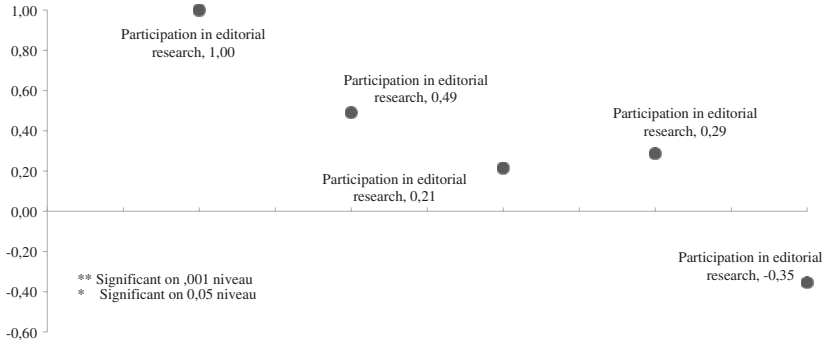 1,00
Participation in editorial
research, 1,00
0,80
Participation in editorial
research, 0,49
0,60
Participation in editorial
research, 0,29
0,40
0,20
Participation in editorial
research, 0,21
0,00
-0,20
Participation in editorial
research, -0,35
** Significant on ,001 niveau
* Significant on 0,05 niveau
-0,40
-0,60